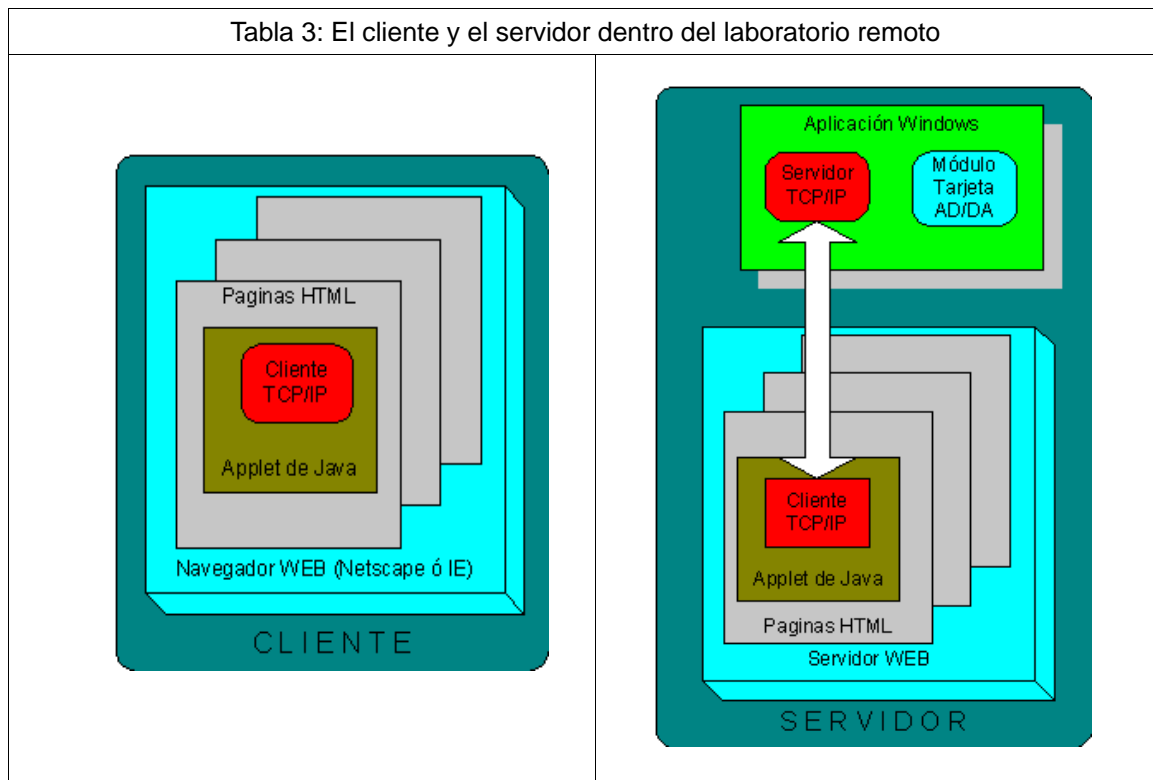 Tabla 3: El cliente y el servidor dentro del laboratorio remoto
Paginas HTML
Cliente
TCP/IP
Applet de Java
Navegador WEB (Netscape ó IE)
CLIENTE
Aplicación Windows
Servidor
TCP/IP
Módulo
Tarjeta
AD/DA
Cliente
TCP/IP
Applet de Java
Paginas HTML
Servidor WEB
SERVIDOR